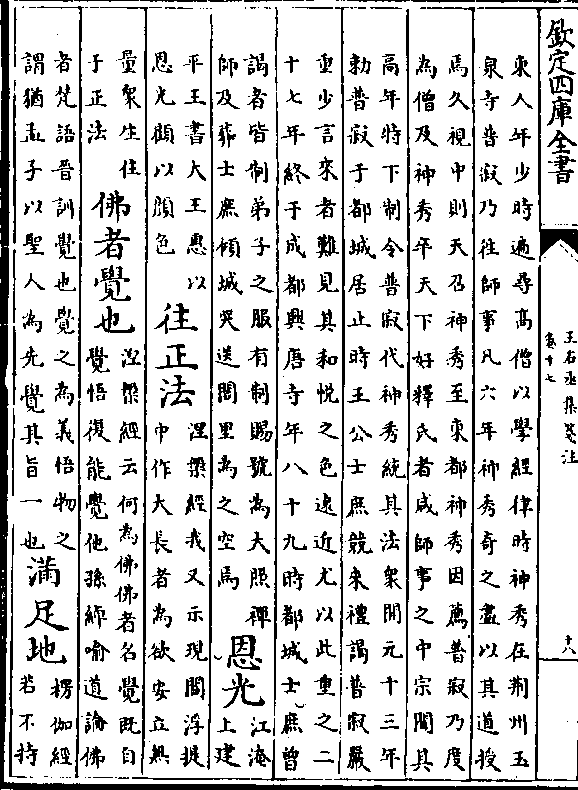 欽定四庫全書
東人年少時遍尋高僧以學經律時神秀在荆州玉
泉寺普寂乃往師事凡六年神秀奇之盡以其道授
焉久視中則天召神秀至東都神秀因薦普寂乃度
為僧及神秀卒天下好釋氏者咸師事之中宗聞其
高年特下制令普寂代神秀統其法衆開元十三年
勅普寂于都城居止時王公士庶競來禮謁普寂嚴
重少言來者難見其和悦之色遠近尤以此重之二
十七年終于成都興唐寺年八十九時都城士庶曾
謁者皆制弟子之服有制賜號為大照禪
師及葬士庶傾城哭送閭里為之空焉
恩光
江淹
上建
平王書大王惠以
恩光顧以顔色
往正法
涅槃經我又示現閻浮提
中作大長者為欲安立無
量衆生住
子正法
佛者覺也
涅槃經云何為佛佛者名覺既自
覺悟復能覺他孫綽喻道論佛
者梵語晋訓覺也覺之為義悟物之
謂猶孟子以聖人為先覺其旨一也
滿足地
楞伽經
若不持
王右丞集箋注
卷十七
十八